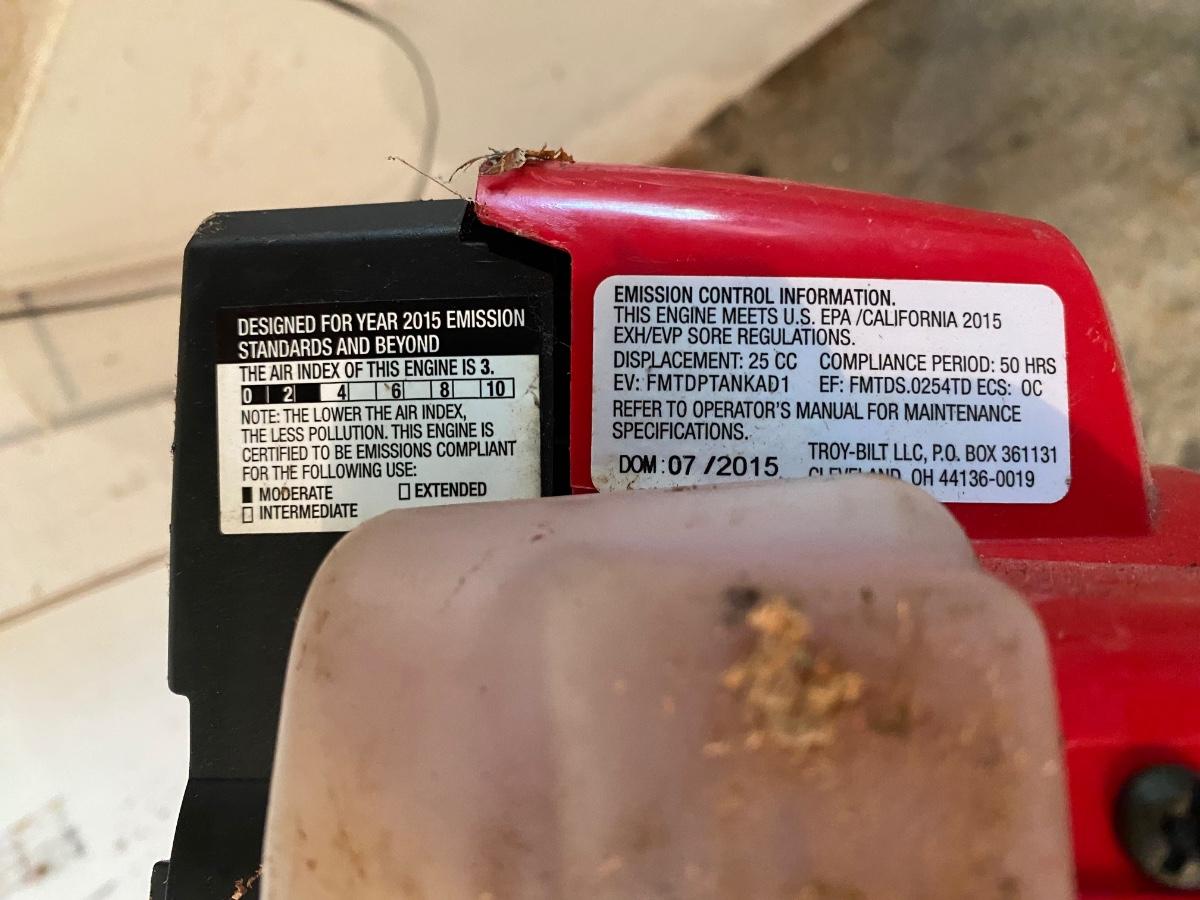 DESIGNED FOR YEAR 2015 EMISSION
STANDARDS AND BEYOND
THE AIR INDEX OF THIS ENGINE IS 3.
0 2 4 6 8 10
NOTE: THE LOWER THE AIR INDEX,
THE LESS POLLUTION. THIS ENGINE IS
CERTIFIED TO BE EMISSIONS COMPLIANT
FOR THE FOLLOWING USE:
MODERATE EXTENDED
INTERMEDIATE
EMISSION CONTROL INFORMATION.
THIS ENGINE MEETS U.S. EPA /CALIFORNIA 2015
EXH/EVP SORE REGULATIONS.
DISPLACEMENT: 25 CC COMPLIANCE PERIOD: 50 HRS
EV: FMTDPTANKAD1 EF: FMTDS.0254TD ECS: OC
REFER TO OPERATOR'S MANUAL FOR MAINTENANCE
SPECIFICATIONS.
TROY-BILT LLC, P.O. BOX 361131
DOM: 07 /2015
CLEVELAND, OH 44136-0019